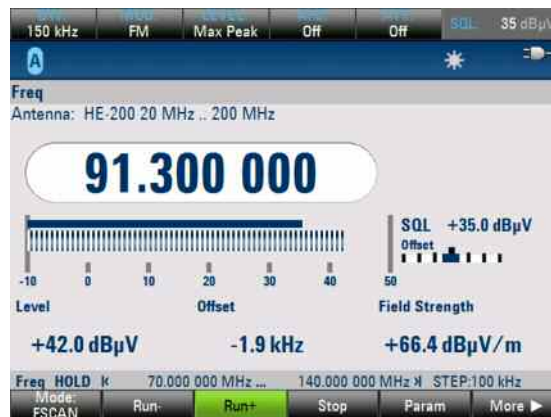 150 kHz FM Max Peak Off Off SQL 35 dBµV
A
Freq
Antenna: HE-200 20 MHz .. 200 MHz
91.300 000
SQL +35.0 dBµV
Offset
-10 0 10 20 30 40 50
Level Offset Field Strength
+42.0 dBµV -1.9 kHz +66.4 dBµV/m
Freq HOLD 70.000 000 MHz ... 140.000 000 MHz STEP:100 kHz
Mode: FSCAN Run- Run+ Stop Param More